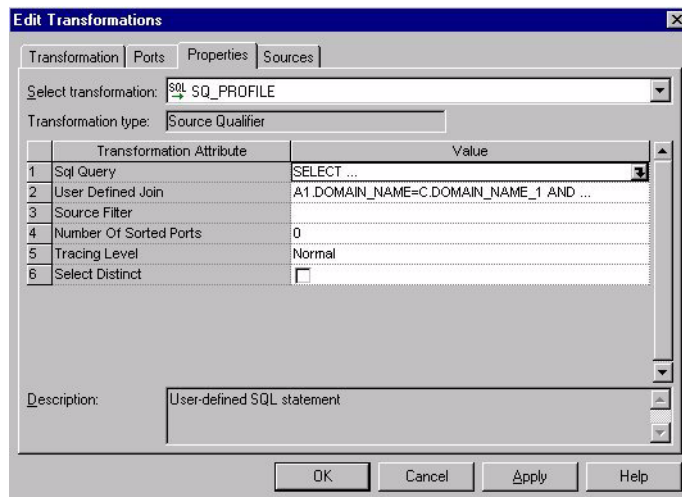 Edit Transformations
Transformation Ports Properties Sources
Select transformation: SQL SQ_PROFILE
Transformation type: Source Qualifier
Transformation Attribute Value
1 Sql Query SELECT ...
2 User Defined Join A1.DOMAIN_NAME=C.DOMAIN_NAME_1 AND ...
3 Source Filter
4 Number Of Sorted Ports 0
5 Tracing Level Normal
6 Select Distinct
Description: User-defined SQL statement
OK Cancel Apply Help